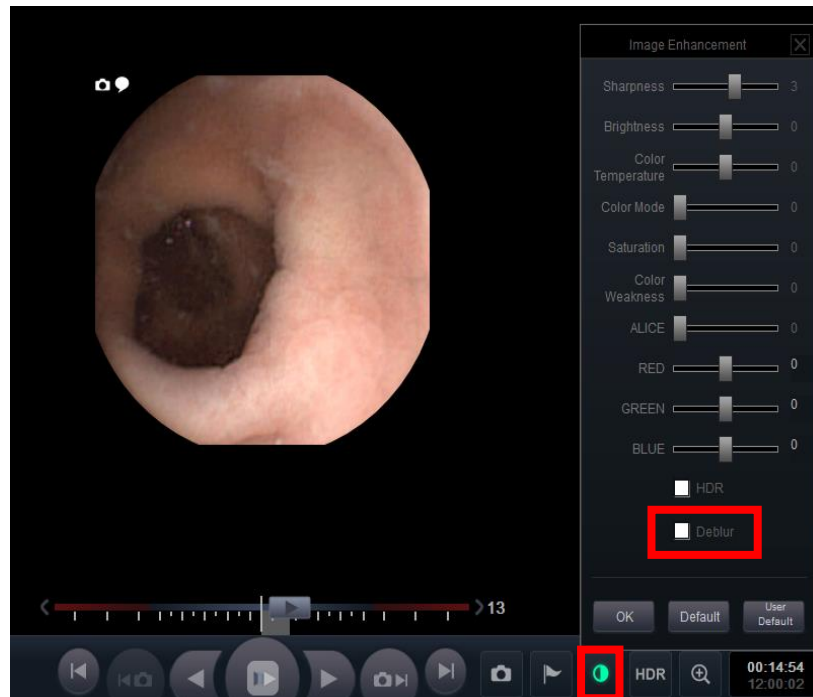 Image Enhancement
Sharpness 3
Brightness 0
Color
Temperature 0
Color Mode 0
Saturation 0
Color
Weakness 0
ALICE 0
RED 0
GREEN 0
BLUE 0
HDR
Deblur
13
OK Default User
Default
HDR 00:14:54
12:00:02